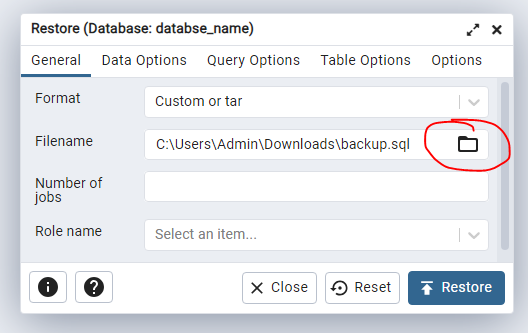 Restore (Database: databse_name)
General Data Options Query Options Table Options Options
Format Custom or tar
Filename C:\Users\Admin\Downloads\backup.sql
Number of
jobs
Role name Select an item...
Close Reset Restore